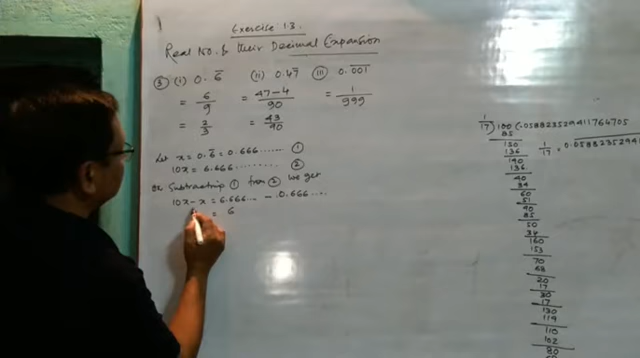 Exercise 1.3
Real No. & their Decimal Expansion
③ (i) 0.6̅ (ii) 0.47̅ (iii) 0.0̅0̅1̅
= 6/9 = 47-4/90 = 1/999
= 2/3 = 43/90
Let x = 0.6̅ = 0.666...... ①
10x = 6.666........ ②
On Subtracting ① from ② we get
10x - x = 6.666... - 0.666....
= 6
1/17) 100 (.058823529411764705
85
150 1/17 = 0.0588235294
136
140
136
40
34
60
51
90
85
50
34
160
153
70
68
20
17
30
17
130
119
110
102
80